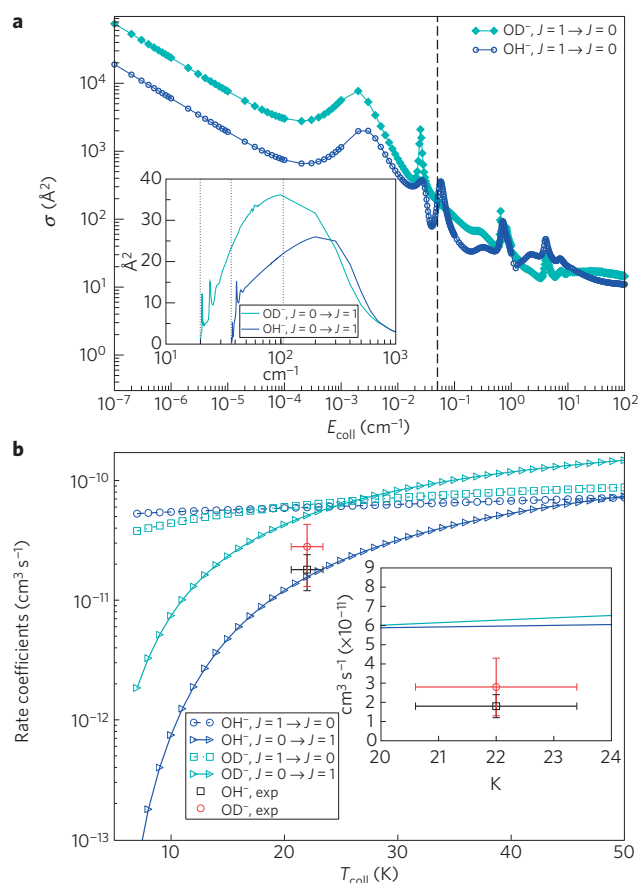 a
OD⁻, J = 1 → J = 0
OH⁻, J = 1 → J = 0
10⁴
10³
10²
10¹
10⁰
σ (Å²)
40
30
20
10
0
Å²
OD⁻, J = 0 → J = 1
OH⁻, J = 0 → J = 1
10¹ 10² 10³
cm⁻¹
10⁻⁷ 10⁻⁶ 10⁻⁵ 10⁻⁴ 10⁻³ 10⁻² 10⁻¹ 10⁰ 10¹ 10²
E coll (cm⁻¹)
b
10⁻¹⁰
10⁻¹¹
10⁻¹²
10⁻¹³
Rate coefficients (cm³ s⁻¹)
OH⁻, J = 1 → J = 0
OH⁻, J = 0 → J = 1
OD⁻, J = 1 → J = 0
OD⁻, J = 0 → J = 1
OH⁻, exp
OD⁻, exp
9
8
7
6
5
4
3
2
1
0
cm³ s⁻¹ (×10⁻¹¹)
20 21 22 23 24
K
10 20 30 40 50
T coll (K)